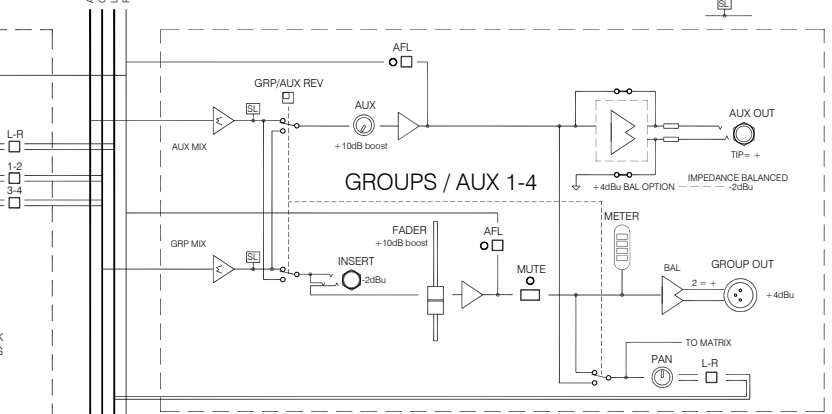 SL
AFL
GRP/AUX REV
SL
AUX
AUX MIX
+10dB boost
AUX OUT
TIP= +
L-R
1-2
3-4
GROUPS / AUX 1-4
+4dBu BAL OPTION
IMPEDANCE BALANCED
-2dBu
METER
FADER
+10dB boost
AFL
GRP MIX
SL
INSERT
-2dBu
MUTE
BAL
2 = +
GROUP OUT
+4dBu
TO MATRIX
PAN
L-R